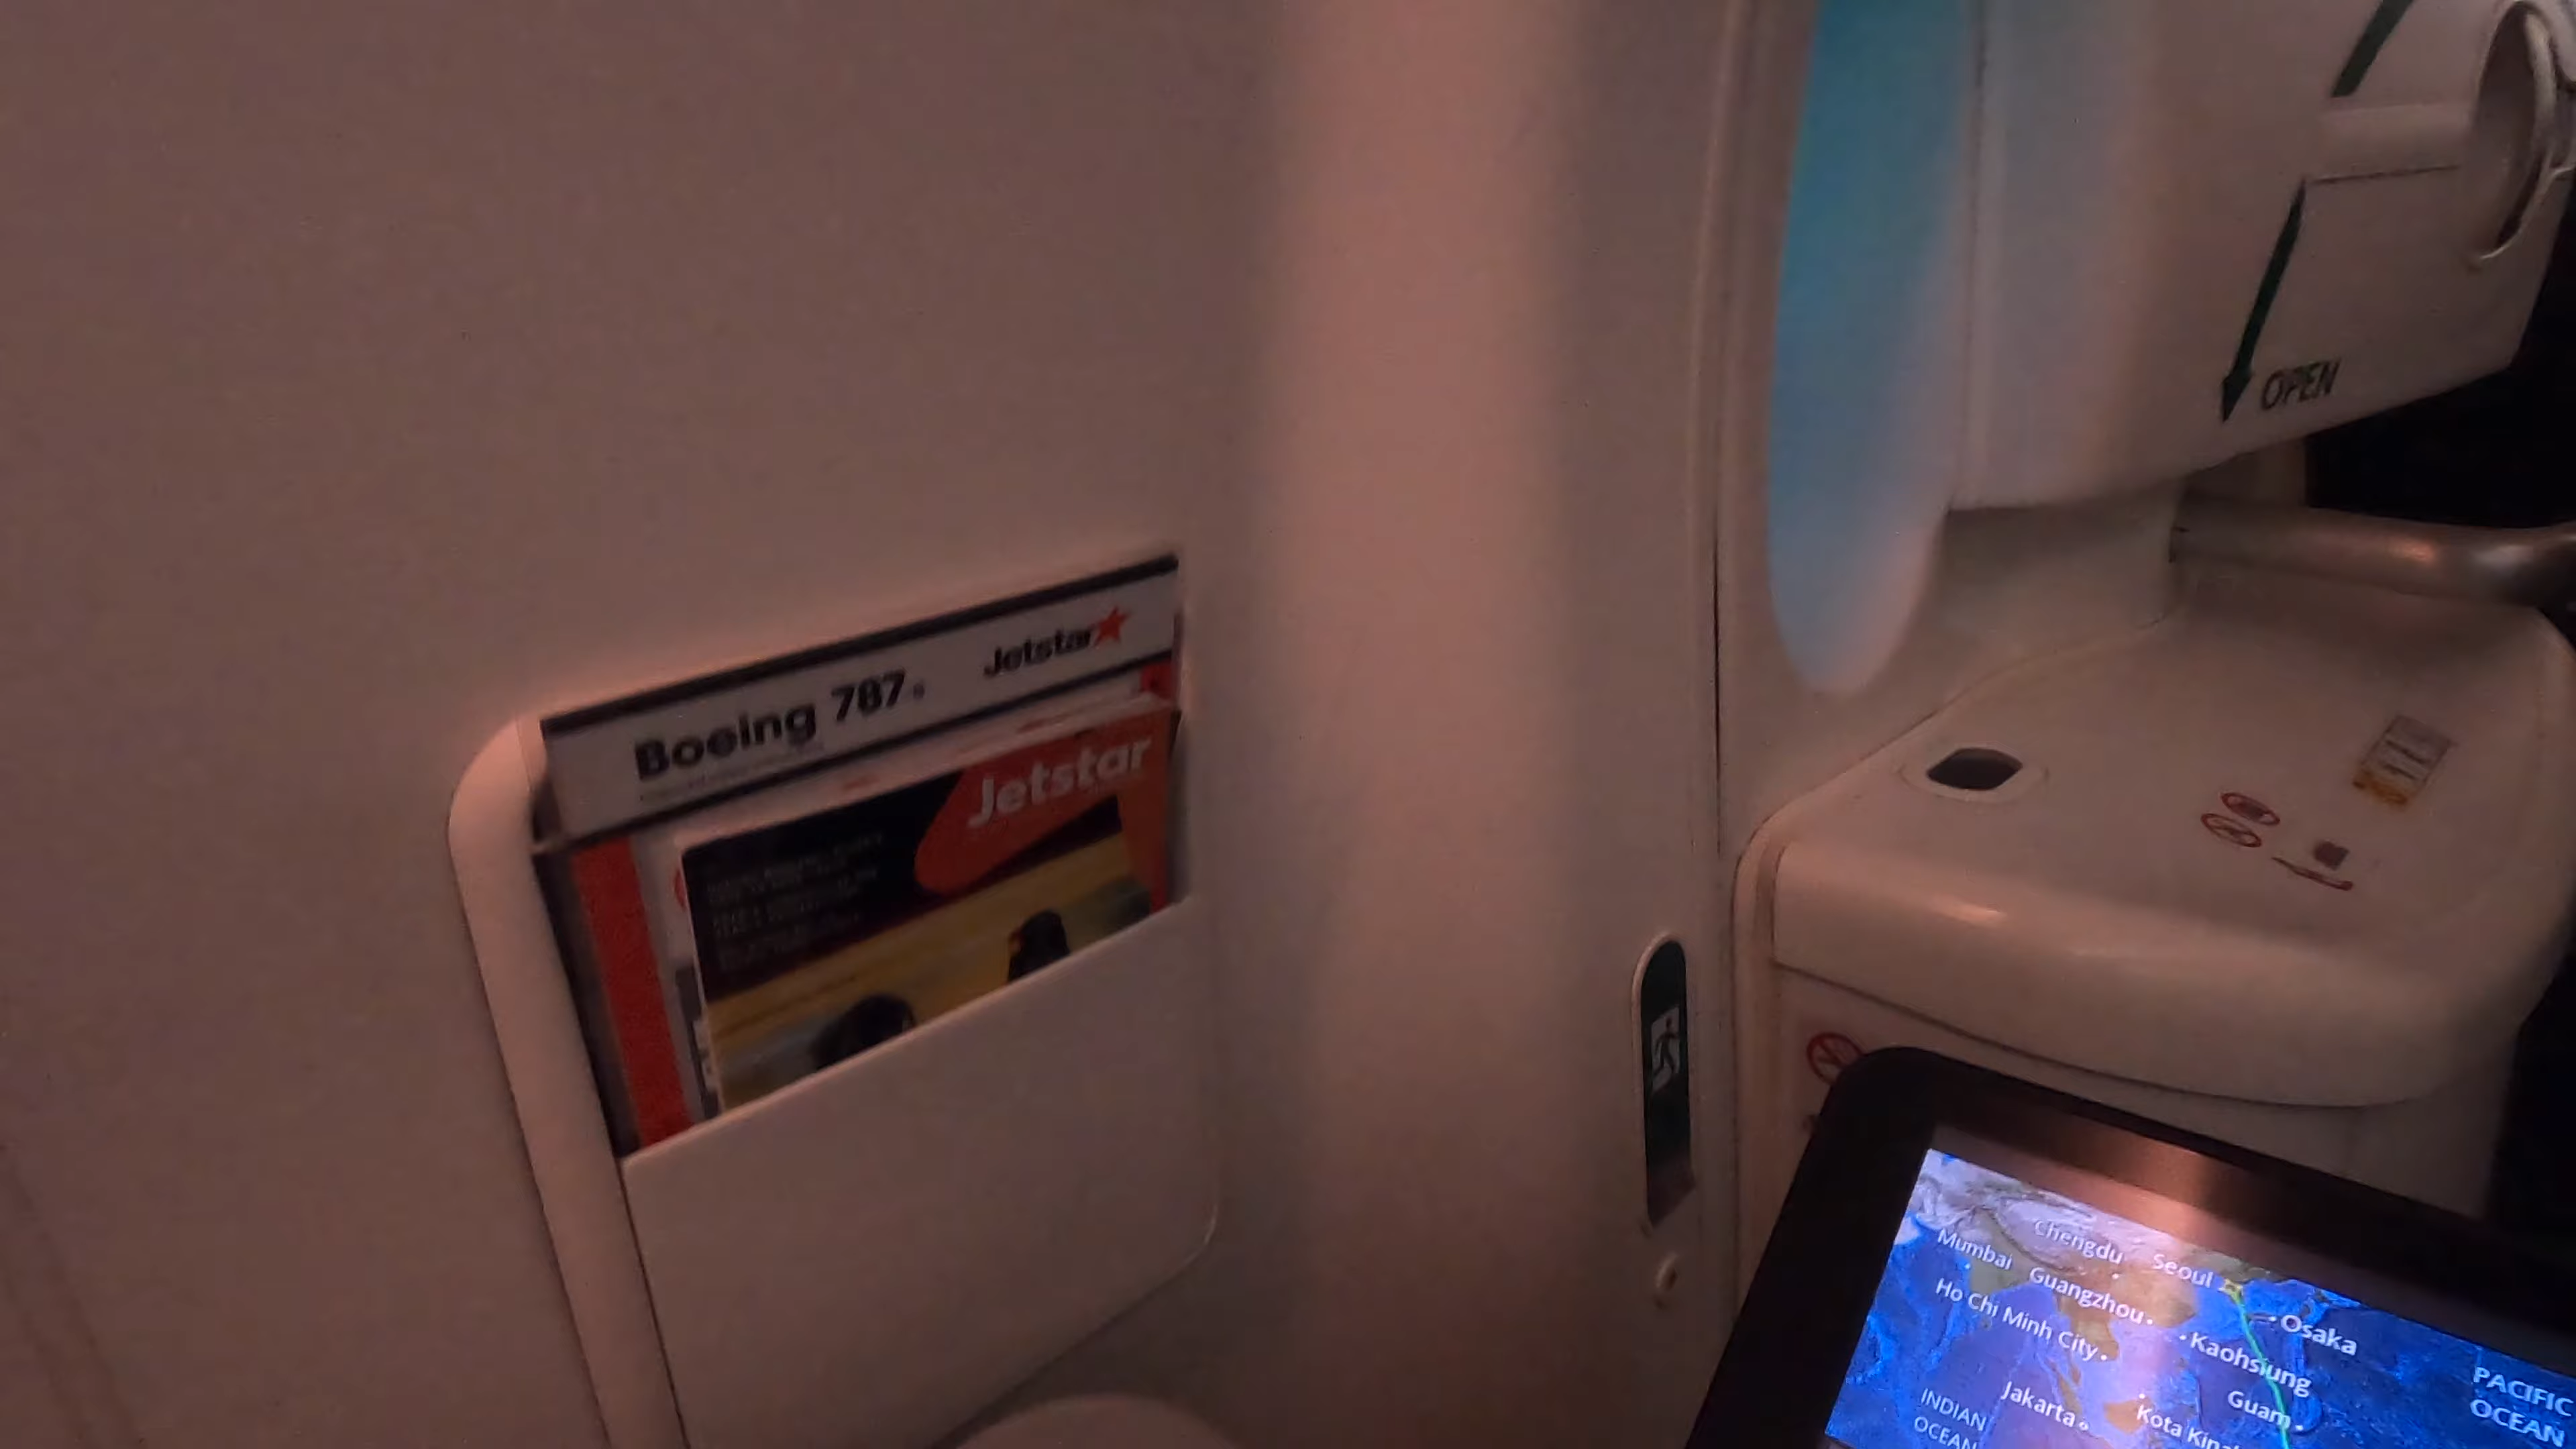 OPEN
Boeing 787
Jetstar
Jetstar
Chengdu
Mumbai
Seoul
Guangzhou
Osaka
Ho Chi Minh City
Kaohsiung
PACIFIC
OCEAN
Guam
Jakarta
INDIAN
OCEAN
Kota